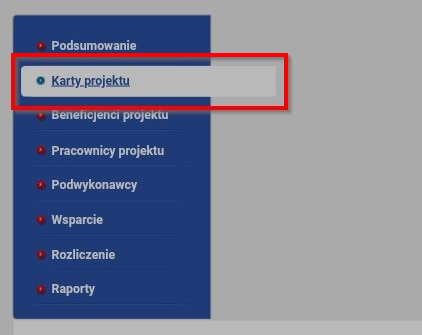 Podsumowanie
Karty projektu
Beneficjenci projektu
Pracownicy projektu
Podwykonawcy
Wsparcie
Rozliczenie
Raporty